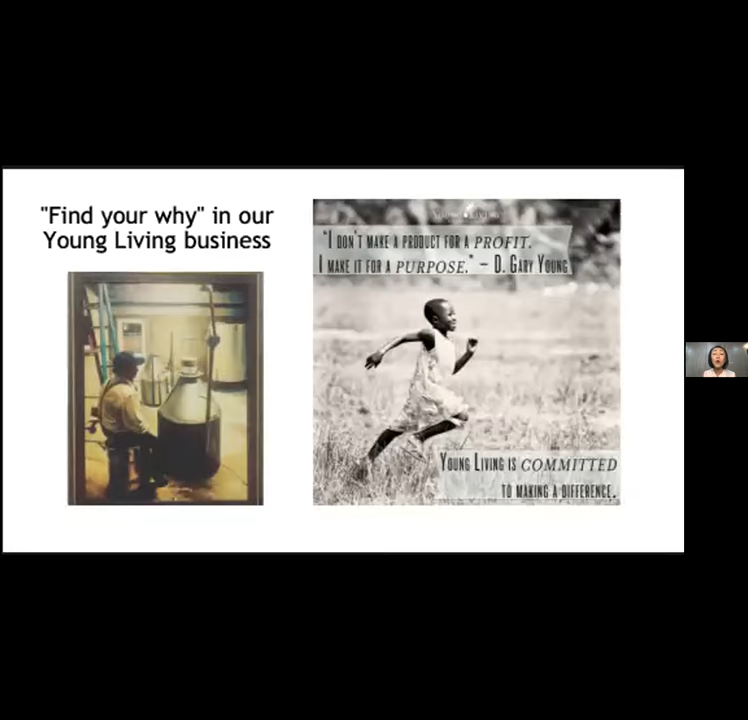 "Find your why" in our
Young Living business
"I DON'T MAKE A PRODUCT FOR A PROFIT.
I MAKE IT FOR A PURPOSE." – D. GARY YOUNG
YOUNG LIVING IS COMMITTED
TO MAKING A DIFFERENCE.